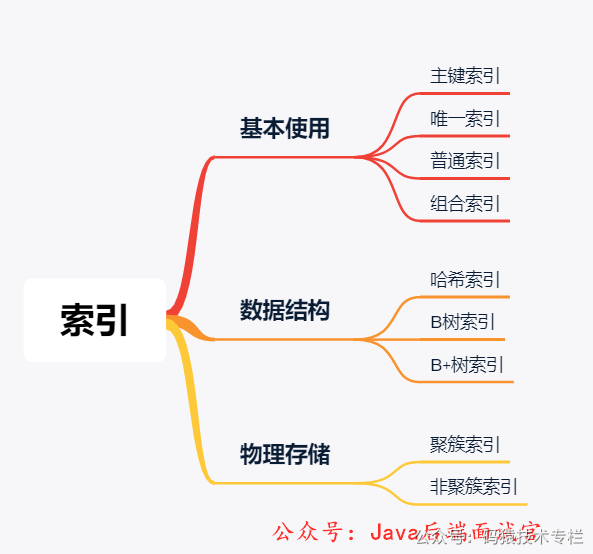 索引
基本使用
主键索引
唯一索引
普通索引
组合索引
数据结构
哈希索引
B树索引
B+树索引
物理存储
聚簇索引
非聚簇索引
公众号：Java后端面试官
公众号：码猿技术专栏